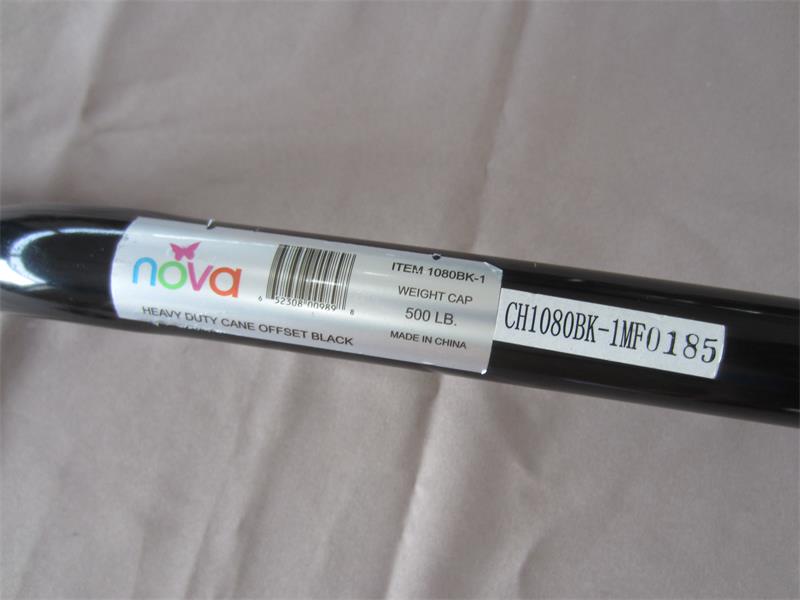 nova
6 52308 00989 8
HEAVY DUTY CANE OFFSET BLACK
ITEM 1080BK-1
WEIGHT CAP
500 LB.
MADE IN CHINA
CH1080BK-1MF0185